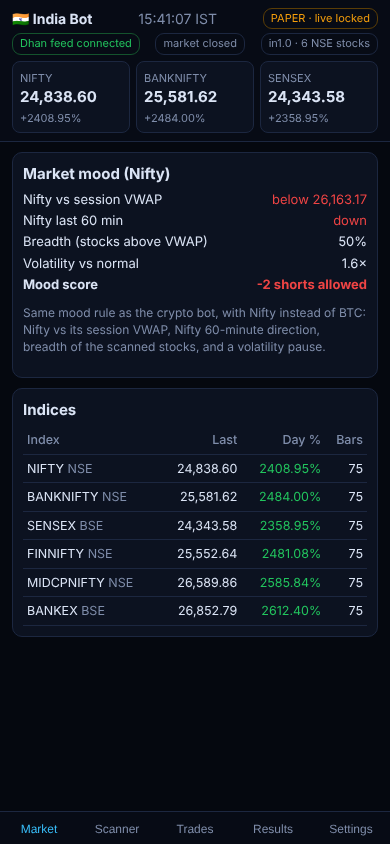 🇮🇳 India Bot 15:41:07 IST PAPER · live locked
Dhan feed connected market closed in1.0 · 6 NSE stocks
NIFTY BANKNIFTY SENSEX
24,838.60 25,581.62 24,343.58
+2408.95% +2484.00% +2358.95%
Market mood (Nifty)
Nifty vs session VWAP below 26,163.17
Nifty last 60 min down
Breadth (stocks above VWAP) 50%
Volatility vs normal 1.6×
Mood score -2 shorts allowed
Same mood rule as the crypto bot, with Nifty instead of BTC:
Nifty vs its session VWAP, Nifty 60-minute direction,
breadth of the scanned stocks, and a volatility pause.
Indices
Index Last Day % Bars
NIFTY NSE 24,838.60 2408.95% 75
BANKNIFTY NSE 25,581.62 2484.00% 75
SENSEX BSE 24,343.58 2358.95% 75
FINNIFTY NSE 25,552.64 2481.08% 75
MIDCPNIFTY NSE 26,589.86 2585.84% 75
BANKEX BSE 26,852.79 2612.40% 75
Market Scanner Trades Results Settings